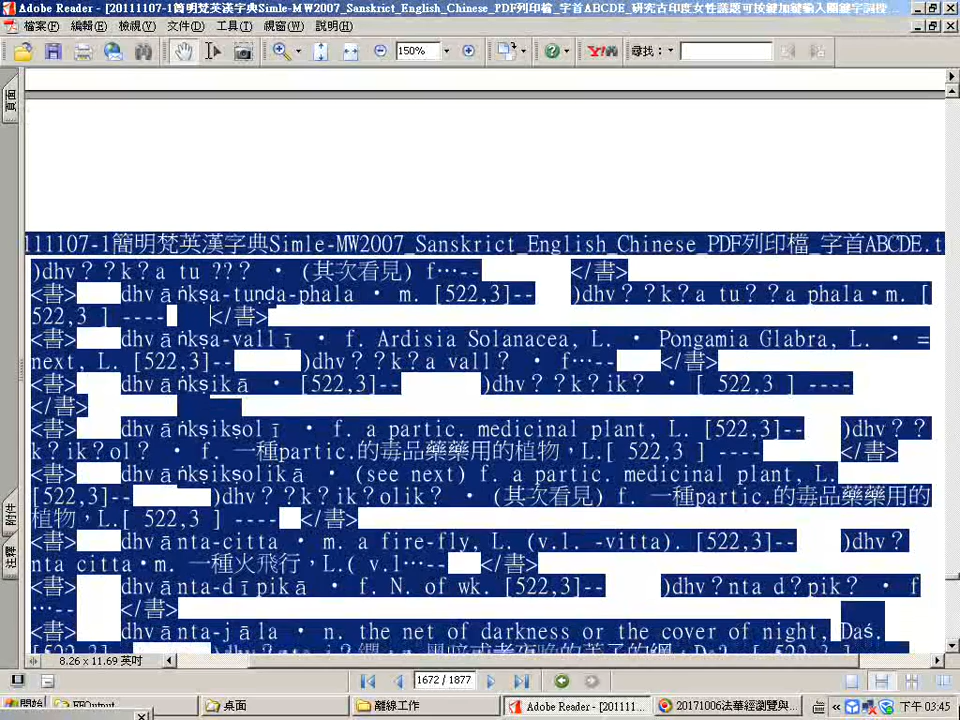 Adobe Reader - [20111107-1簡明梵英漢字典Simle-MW2007_Sanskrict_English_Chinese_PDF列印檔_字首ABCDE_研究古印度女性議題可按鍵加鍵輸入關鍵字詞搜
檔案(F) 編輯(E) 檢視(V) 文件(D) 工具(T) 視窗(W) 說明(H)
150% Y! 尋找：
頁面
111107-1簡明梵英漢字典Simle-MW2007_Sanskrict_English_Chinese_PDF列印檔_字首ABCDE.t
)dhv？？k？a tu ??？ ‧ (其次看見) f…-- </書>
<書> dhvāṅkṣa-tuṇḍa-phala ‧ m. [522,3]-- )dhv？？k？a tu？？a phala‧m. [
522,3 ] ---- </書>
<書> dhvāṅkṣa-vallī ‧ f. Ardisia Solanacea, L. ‧ Pongamia Glabra, L. ‧ =
next, L. [522,3]-- )dhv？？k？a vall？ ‧ f…-- </書>
<書> dhvāṅkṣikā ‧ [522,3]-- )dhv？？k？ik？ ‧ [ 522,3 ] ----
</書>
<書> dhvāṅkṣikṣolī ‧ f. a partic. medicinal plant, L. [522,3]-- )dhv？？
k？ik？ol？ ‧ f. 一種partic.的毒品藥藥用的植物，L.[ 522,3 ] ---- </書>
<書> dhvāṅkṣikṣolikā ‧ (see next) f. a partic. medicinal plant, L.
[522,3]-- )dhv？？k？ik？olik？ ‧ (其次看見) f. 一種partic.的毒品藥藥用的
植物，L.[ 522,3 ] ---- </書>
<書> dhvānta-citta ‧ m. a fire-fly, L. (v.l. -vitta). [522,3]-- )dhv？
nta citta‧m. 一種火飛行，L.( v.l…-- </書>
<書> dhvānta-dīpikā ‧ f. N. of wk. [522,3]-- )dhv？nta d？pik？ ‧ f
…-- </書>
<書> dhvānta-jāla ‧ n. the net of darkness or the cover of night, Daś.
附件
注釋
8.26 x 11.69 英吋
1672 / 1877
開始 FFOutput 桌面 離線工作 Adobe Reader - [201111... 20171006法華經瀏覽與... 下午 03:45